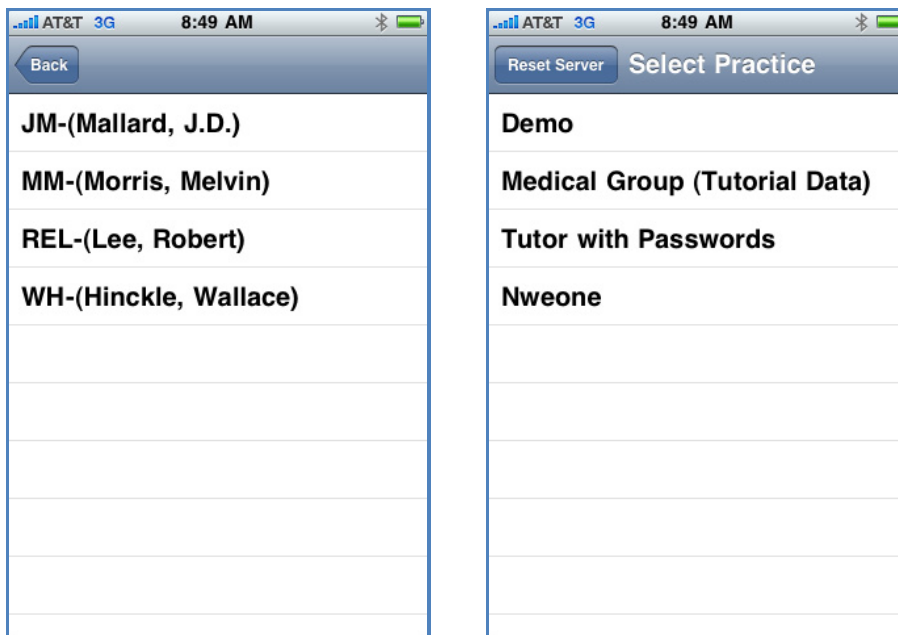 AT&T 3G 8:49 AM
Back
JM-(Mallard, J.D.)
MM-(Morris, Melvin)
REL-(Lee, Robert)
WH-(Hinckle, Wallace)
AT&T 3G 8:49 AM
Reset Server Select Practice
Demo
Medical Group (Tutorial Data)
Tutor with Passwords
Nweone